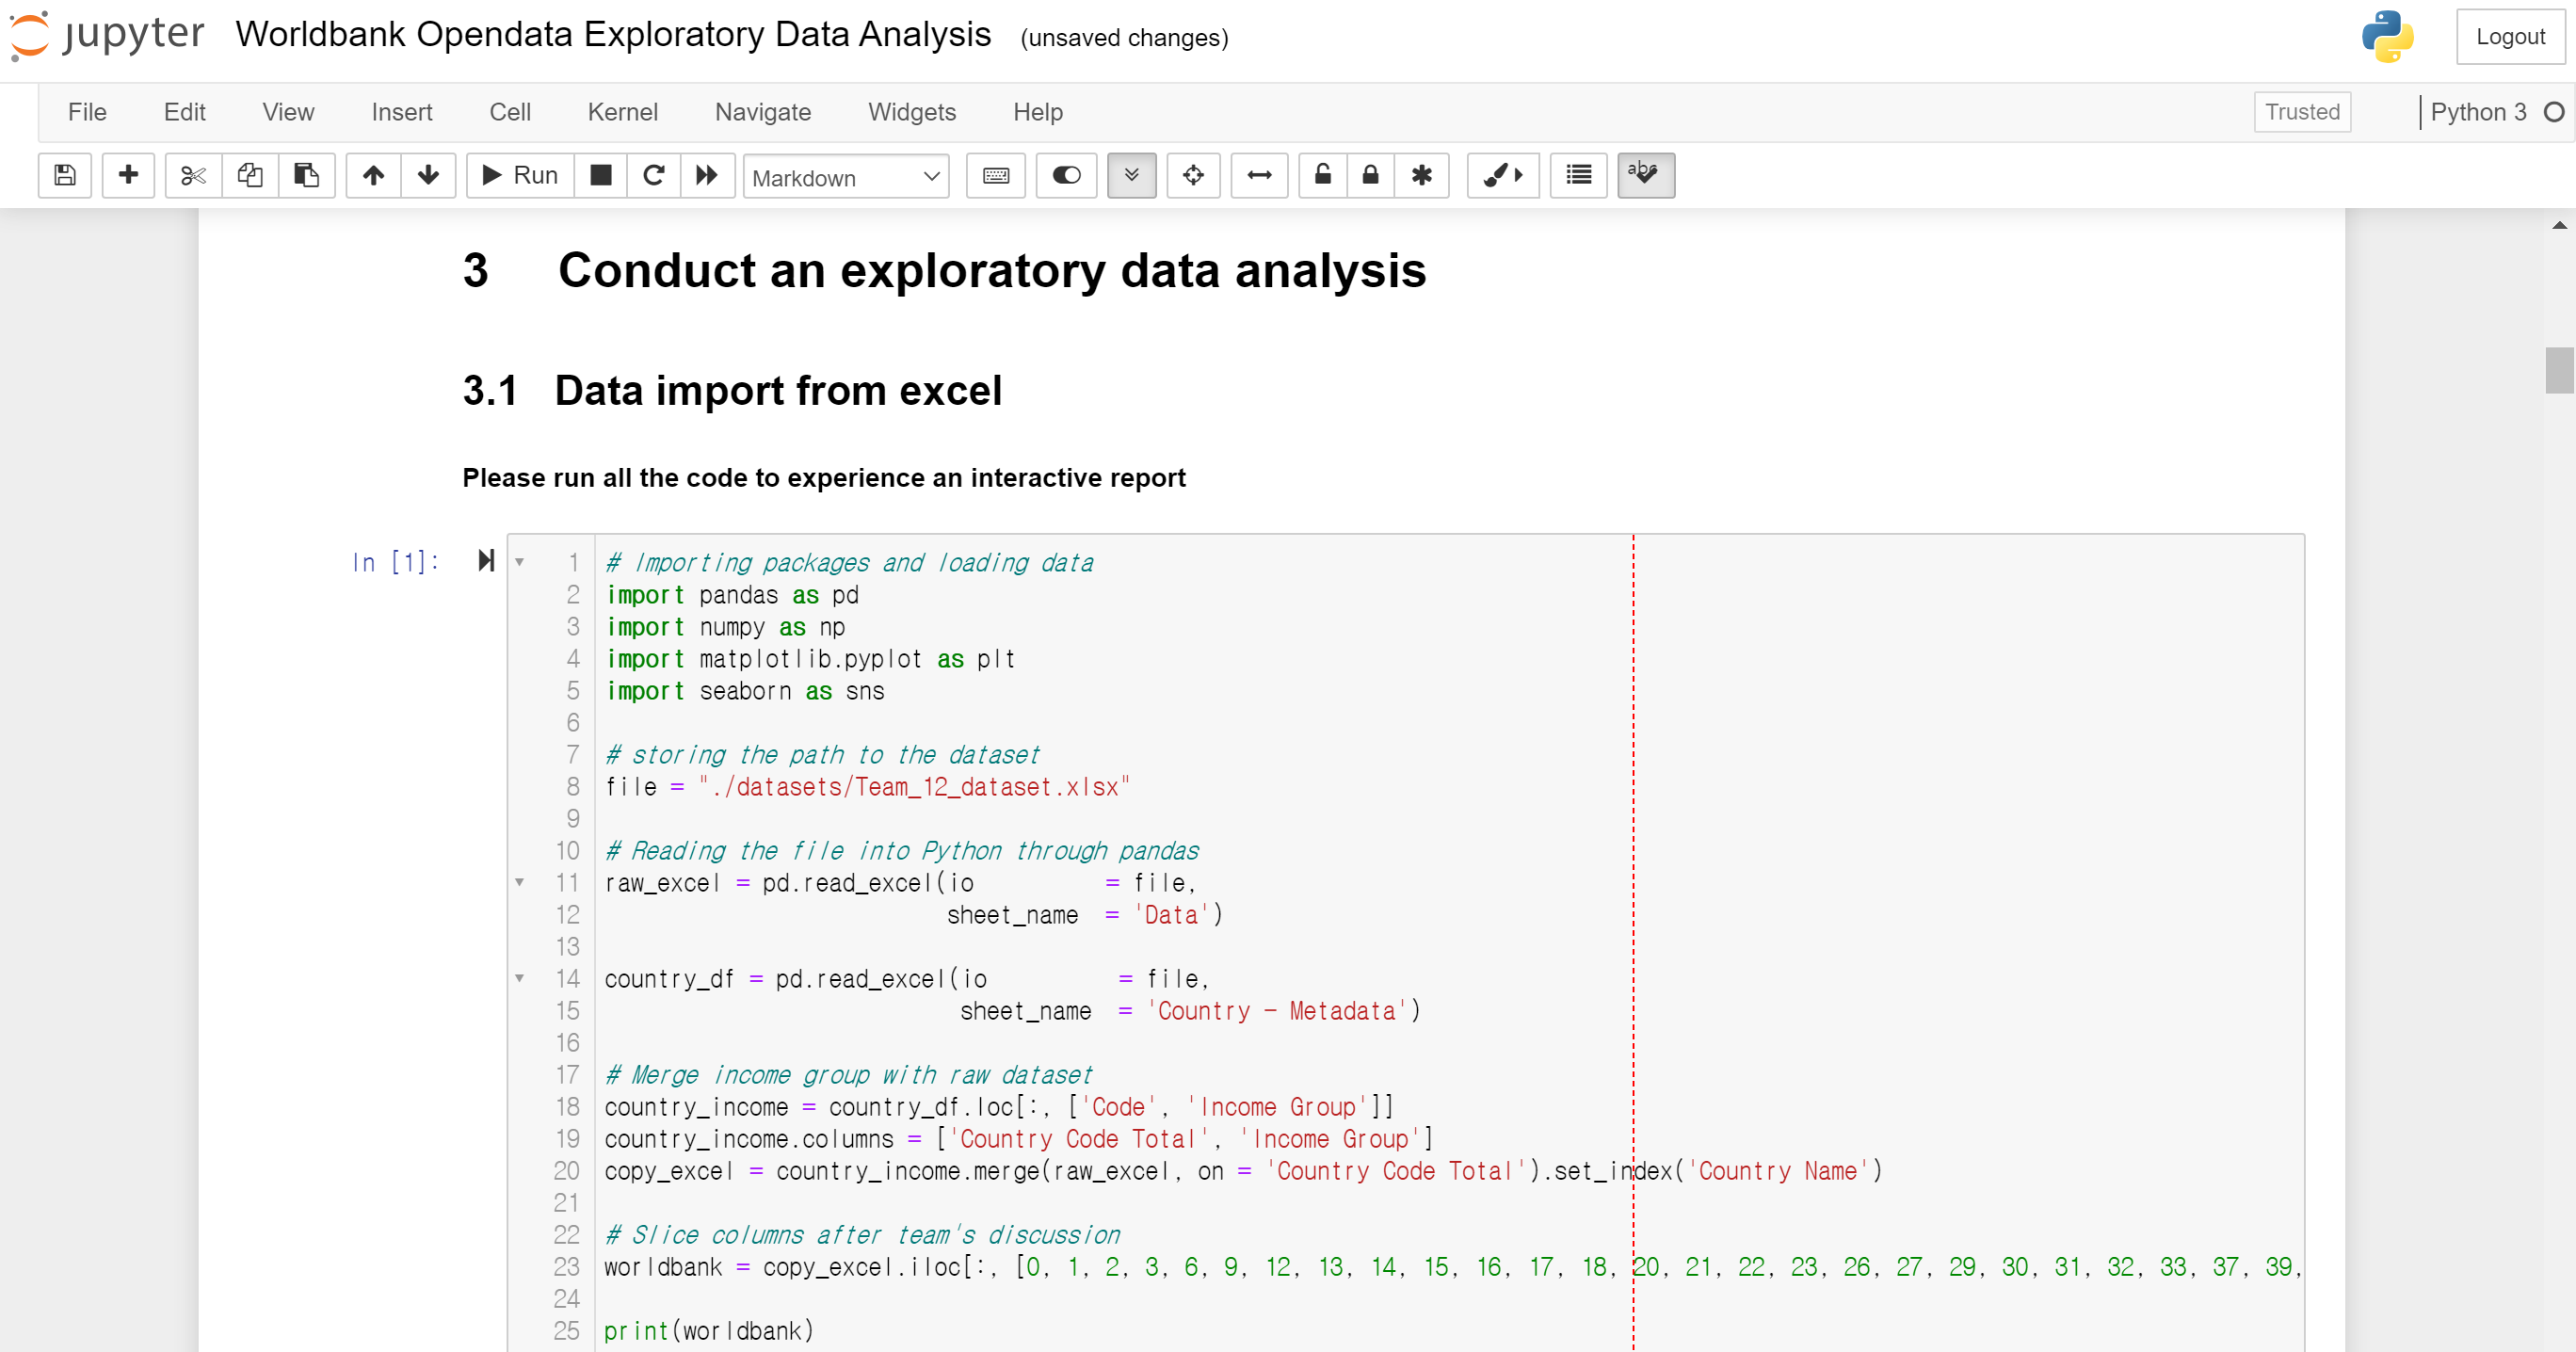 jupyter Worldbank Opendata Exploratory Data Analysis (unsaved changes) Logout
File Edit View Insert Cell Kernel Navigate Widgets Help Trusted Python 3
Run Markdown abc
3 Conduct an exploratory data analysis
3.1 Data import from excel
Please run all the code to experience an interactive report
In [1]:
1 # Importing packages and loading data
2 import pandas as pd
3 import numpy as np
4 import matplotlib.pyplot as plt
5 import seaborn as sns
6
7 # storing the path to the dataset
8 file = "./datasets/Team_12_dataset.xlsx"
9
10 # Reading the file into Python through pandas
11 raw_excel = pd.read_excel(io = file,
12 sheet_name = 'Data')
13
14 country_df = pd.read_excel(io = file,
15 sheet_name = 'Country - Metadata')
16
17 # Merge income group with raw dataset
18 country_income = country_df.loc[:, ['Code', 'Income Group']]
19 country_income.columns = ['Country Code Total', 'Income Group']
20 copy_excel = country_income.merge(raw_excel, on = 'Country Code Total').set_index('Country Name')
21
22 # Slice columns after team's discussion
23 worldbank = copy_excel.iloc[:, [0, 1, 2, 3, 6, 9, 12, 13, 14, 15, 16, 17, 18, 20, 21, 22, 23, 26, 27, 29, 30, 31, 32, 33, 37, 39,
24
25 print(worldbank)